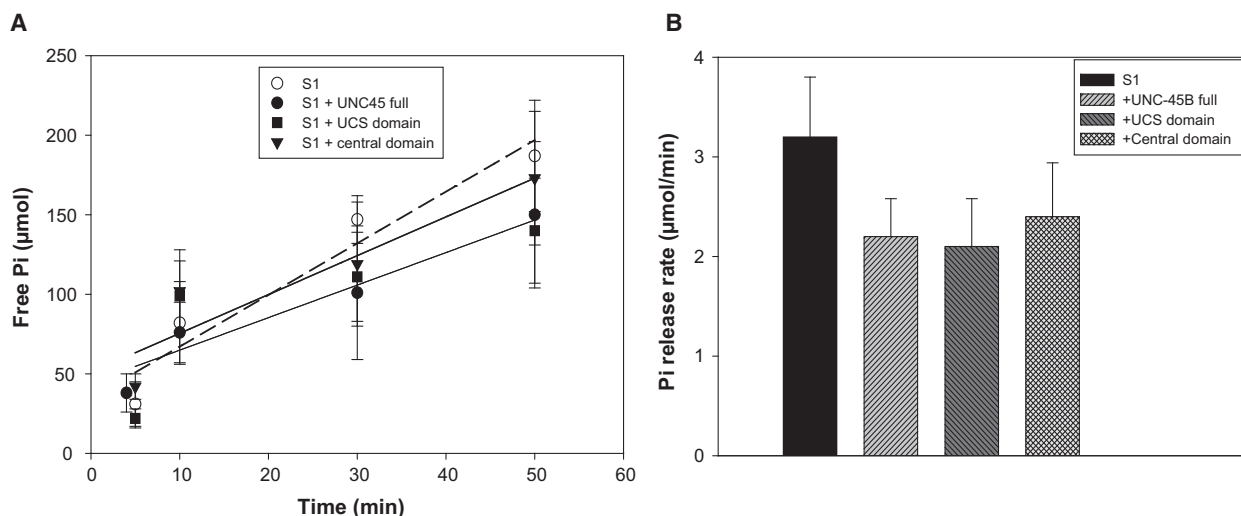 A
250
200
150
100
50
0
Free Pi (µmol)
S1
S1 + UNC45 full
S1 + UCS domain
S1 + central domain
0 10 20 30 40 50 60
Time (min)
B
4
3
2
1
0
Pi release rate (µmol/min)
S1
+UNC-45B full
+UCS domain
+Central domain